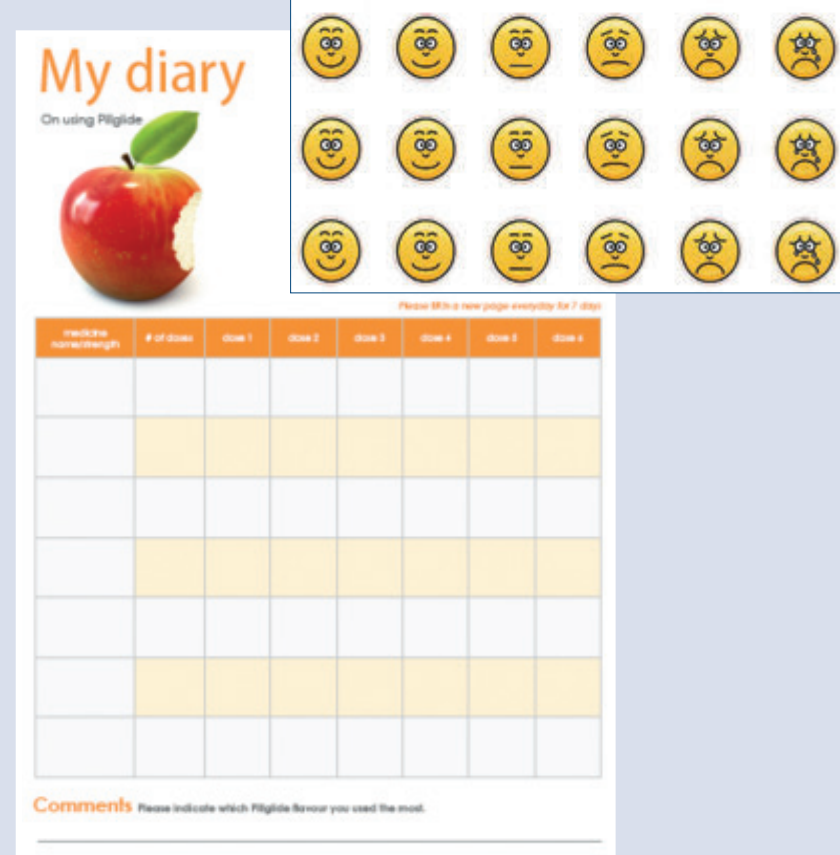 My diary
On using Pillglide
Please fill in a new page everyday for 7 days
medicine
name/strength
# of doses
dose 1
dose 2
dose 3
dose 4
dose 5
dose 6
Comments Please indicate which Pillglide flavour you used the most.